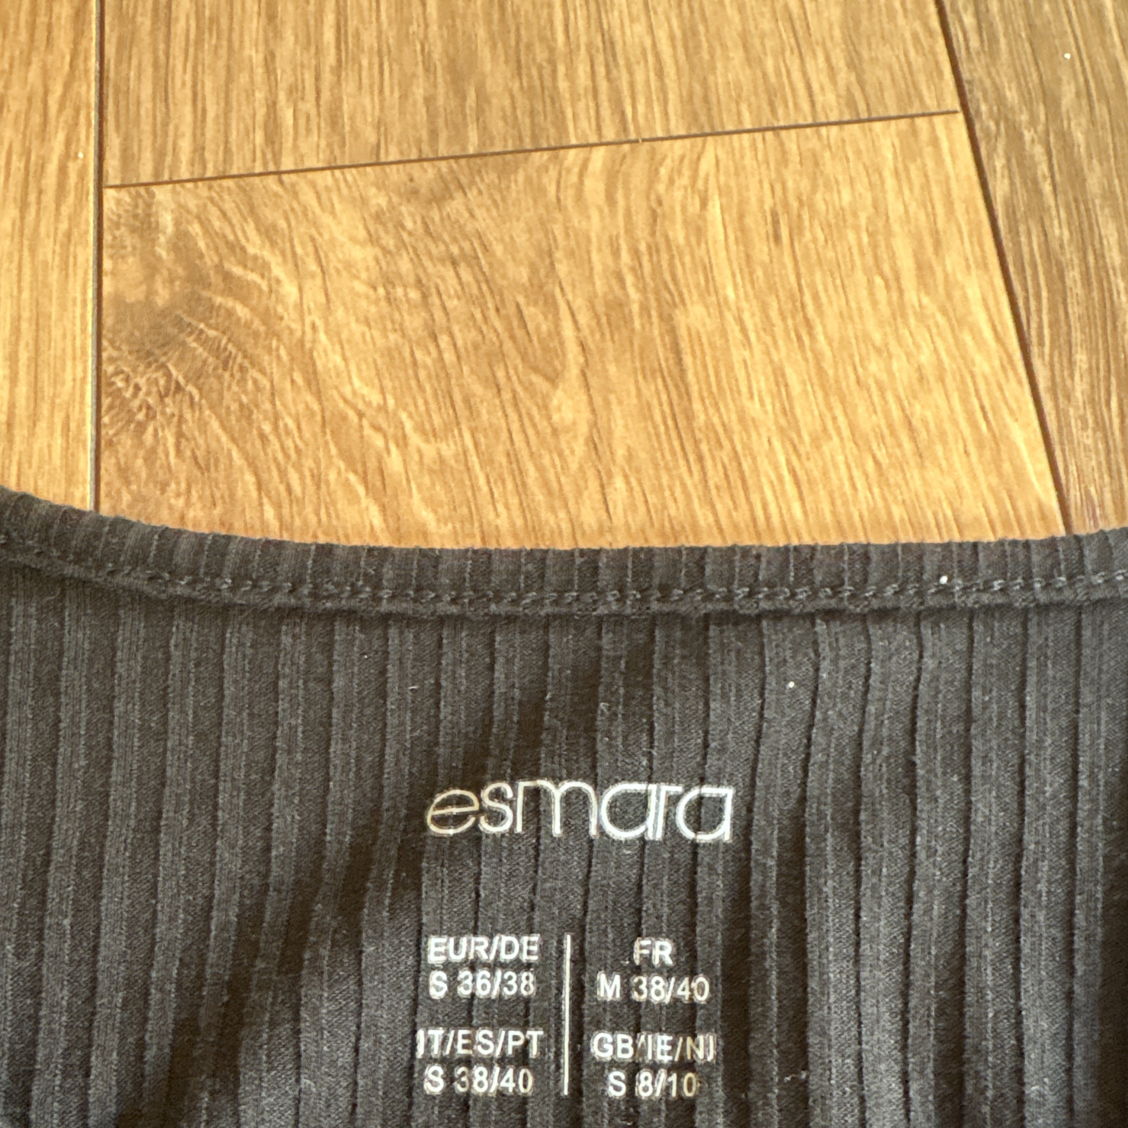 esmara
EUR/DE
S 36/38
FR
M 38/40
IT/ES/PT
S 38/40
GB/IE/NI
S 8/10